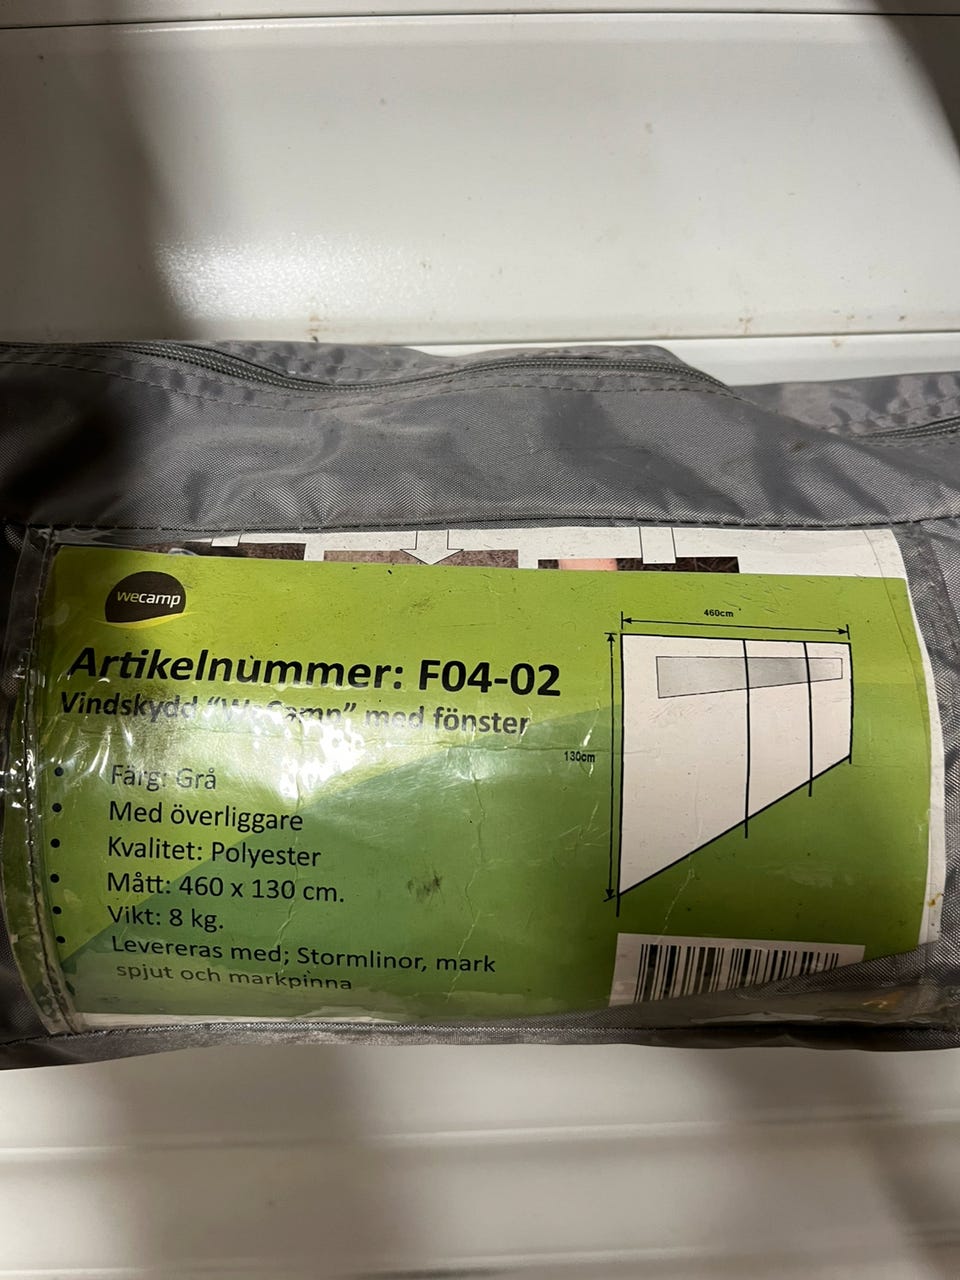 wecamp
Artikelnummer: F04-02
Vindskydd "WeCamp" med fönster
Färg: Grå
Med överliggare
Kvalitet: Polyester
Mått: 460 x 130 cm.
Vikt: 8 kg.
Levereras med; Stormlinor, mark
spjut och markpinna
460cm
130cm